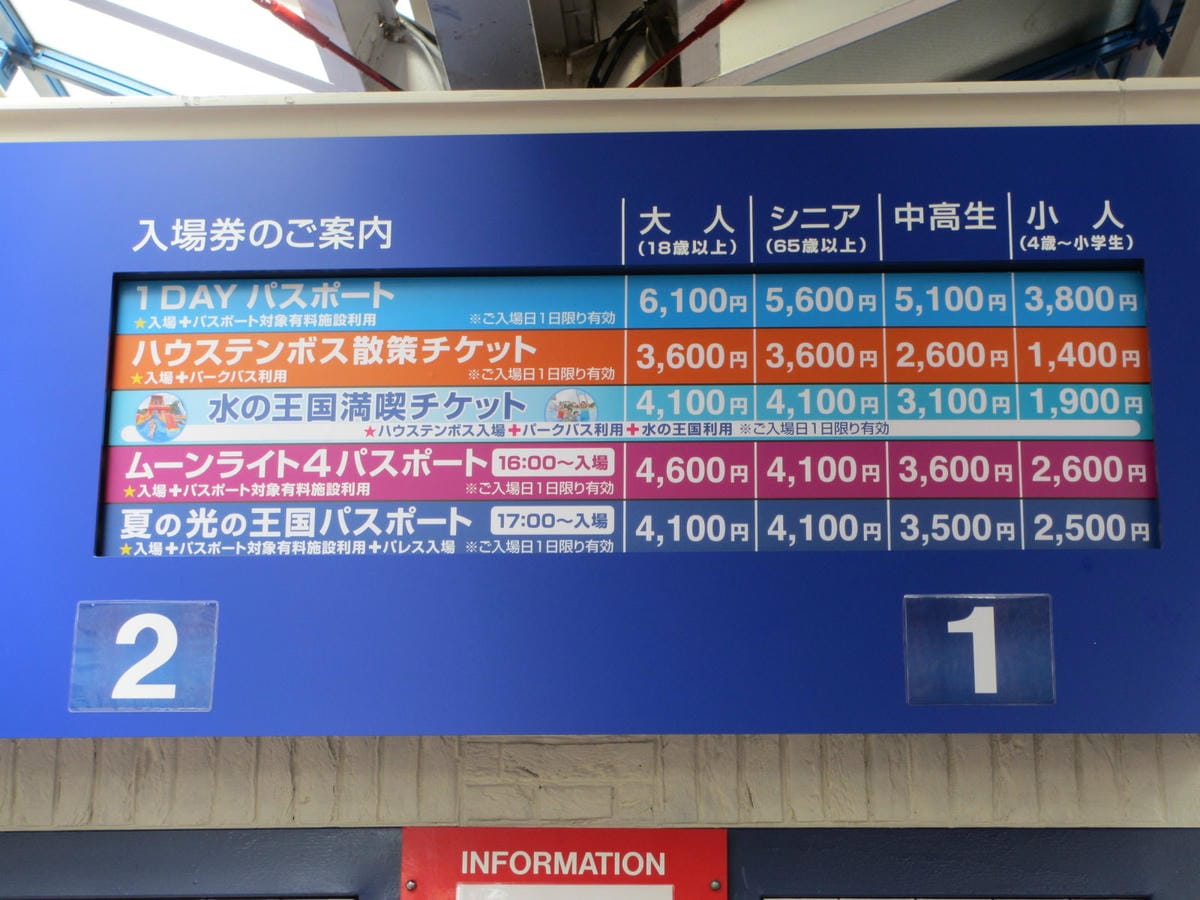 入場券のご案内
大人 シニア 中高生 小人
(18歳以上) (65歳以上) (4歳～小学生)
1DAY パスポート 6,100円 5,600円 5,100円 3,800円
★入場＋パスポート対象有料施設利用 ※ご入場日1日限り有効
ハウステンボス散策チケット 3,600円 3,600円 2,600円 1,400円
★入場＋パークバス利用 ※ご入場日1日限り有効
水の王国満喫チケット 4,100円 4,100円 3,100円 1,900円
★ハウステンボス入場＋パークバス利用＋水の王国利用 ※ご入場日1日限り有効
ムーンライト4パスポート 16:00～入場 4,600円 4,100円 3,600円 2,600円
★入場＋パスポート対象有料施設利用 ※ご入場日1日限り有効
夏の光の王国パスポート 17:00～入場 4,100円 4,100円 3,500円 2,500円
★入場＋パスポート対象有料施設利用＋パレス入場 ※ご入場日1日限り有効
2 1
INFORMATION